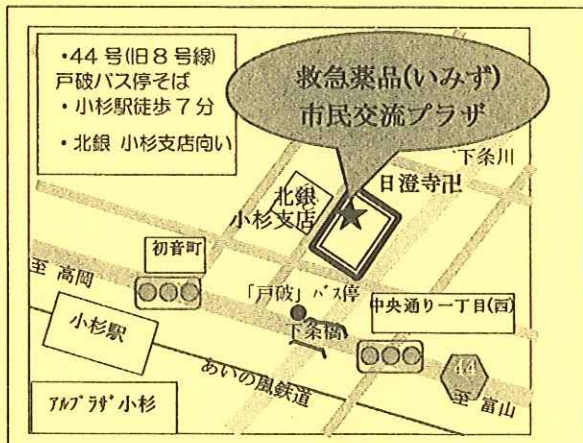 ・44号(旧8号線)
戸破バス停そば
・小杉駅徒歩7分
・北銀 小杉支店向い
救急薬品(いみず)
市民交流プラザ
下条川
日澄寺卍
北銀
小杉支店
初音町
至 高岡
「戸破」バス停
中央通り一丁目(西)
小杉駅
下条橋
あいの風鉄道
44
至 富山
アルプラザ小杉